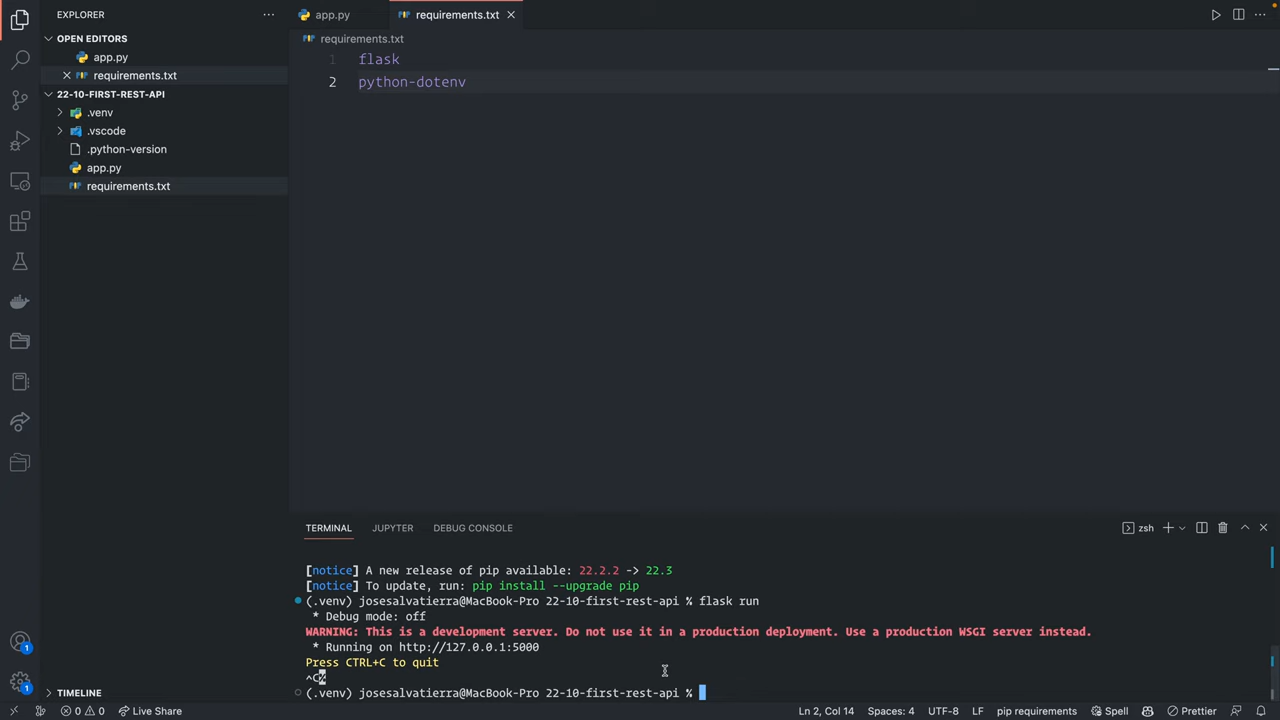 EXPLORER
OPEN EDITORS
app.py
requirements.txt
22-10-FIRST-REST-API
.venv
.vscode
.python-version
app.py
requirements.txt
TIMELINE
app.py
requirements.txt
requirements.txt
1 flask
2 python-dotenv
TERMINAL JUPYTER DEBUG CONSOLE
zsh
[notice] A new release of pip available: 22.2.2 -> 22.3
[notice] To update, run: pip install --upgrade pip
(.venv) josesalvatierra@MacBook-Pro 22-10-first-rest-api % flask run
* Debug mode: off
WARNING: This is a development server. Do not use it in a production deployment. Use a production WSGI server instead.
* Running on http://127.0.0.1:5000
Press CTRL+C to quit
^C%
(.venv) josesalvatierra@MacBook-Pro 22-10-first-rest-api %
1
1
0 0 Live Share Ln 2, Col 14 Spaces: 4 UTF-8 LF pip requirements Spell Prettier